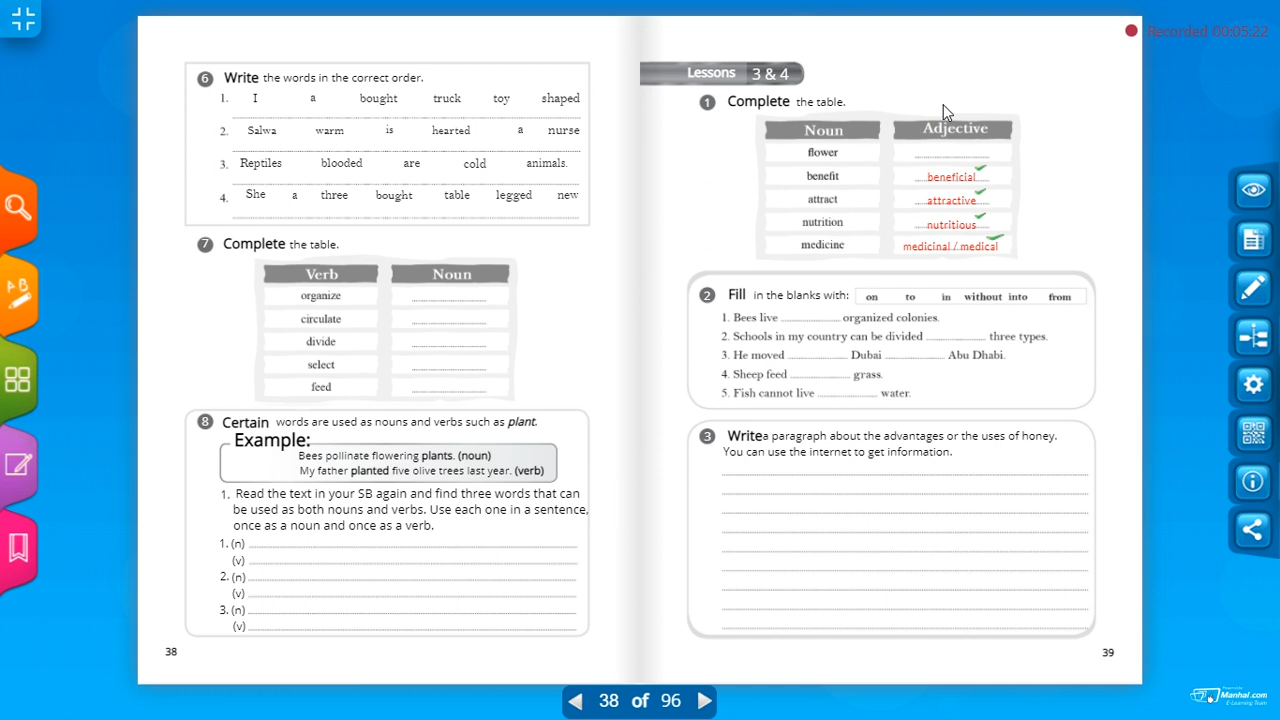 Recorded 00:05:22
6 Write the words in the correct order.
1. I a bought truck toy shaped
2. Salwa warm is hearted a nurse
3. Reptiles blooded are cold animals.
4. She a three bought table legged new
7 Complete the table.
Verb Noun
organize
circulate
divide
select
feed
8 Certain words are used as nouns and verbs such as plant.
Example:
Bees pollinate flowering plants. (noun)
My father planted five olive trees last year. (verb)
1. Read the text in your SB again and find three words that can
be used as both nouns and verbs. Use each one in a sentence,
once as a noun and once as a verb.
1. (n)
(v)
2. (n)
(v)
3. (n)
(v)
38
Lessons 3 & 4
1 Complete the table.
Noun Adjective
flower
benefit beneficial
attract attractive
nutrition nutritious
medicine medicinal / medical
2 Fill in the blanks with: on to in without into from
1. Bees live ............ organized colonies.
2. Schools in my country can be divided ............ three types.
3. He moved ............ Dubai ............ Abu Dhabi.
4. Sheep feed ............ grass.
5. Fish cannot live ............ water.
3 Write a paragraph about the advantages or the uses of honey.
You can use the internet to get information.
39
38 of 96
AB
Manhal.com
E-Learning Team